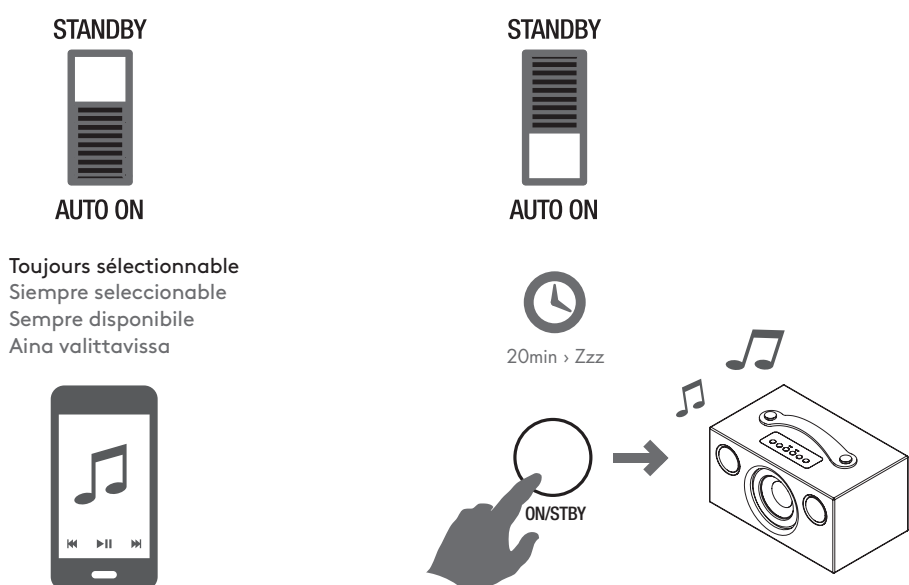 STANDBY
AUTO ON
Toujours sélectionnable
Siempre seleccionable
Sempre disponibile
Aina valittavissa
STANDBY
AUTO ON
20min › Zzz
ON/STBY